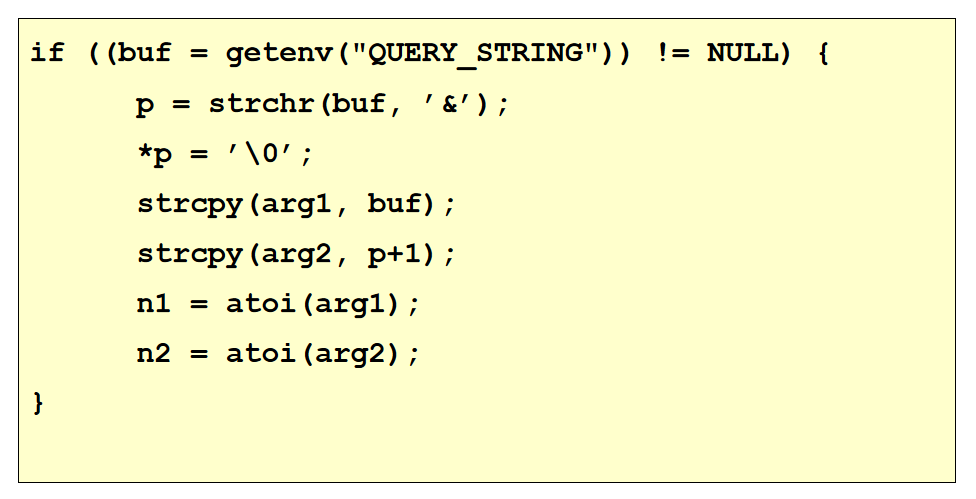 if ((buf = getenv("QUERY_STRING")) != NULL) {
p = strchr(buf, ’&’);
*p = ’\0’;
strcpy(arg1, buf);
strcpy(arg2, p+1);
n1 = atoi(arg1);
n2 = atoi(arg2);
}